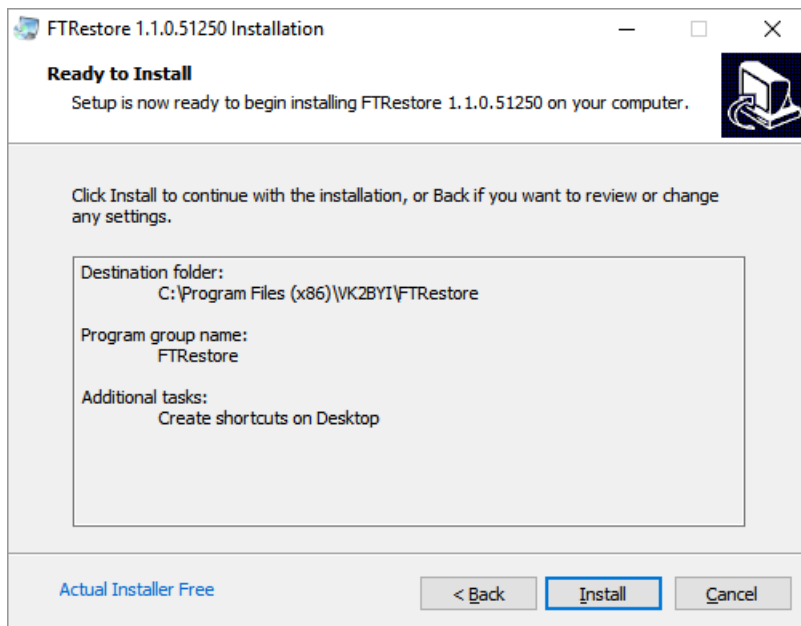 FTRestore 1.1.0.51250 Installation
Ready to Install
Setup is now ready to begin installing FTRestore 1.1.0.51250 on your computer.
Click Install to continue with the installation, or Back if you want to review or change
any settings.
Destination folder:
C:\Program Files (x86)\VK2BYI\FTRestore
Program group name:
FTRestore
Additional tasks:
Create shortcuts on Desktop
Actual Installer Free
< Back
Install
Cancel